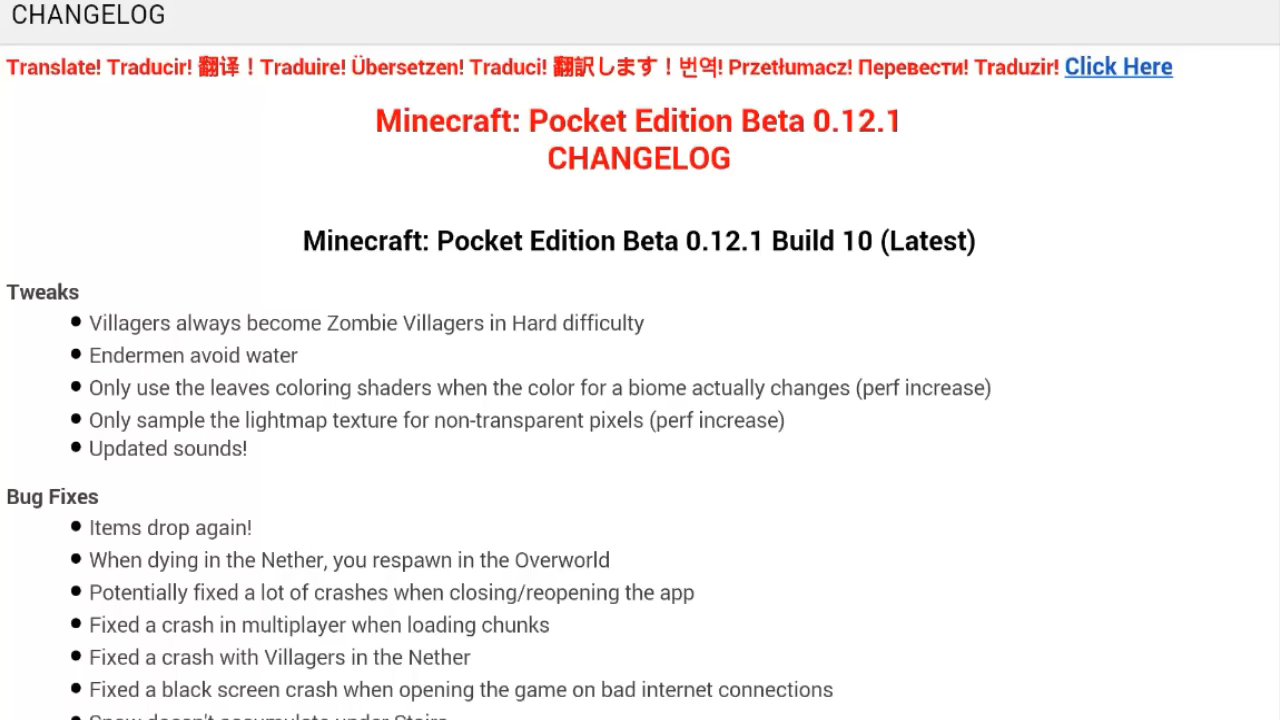 CHANGELOG
Translate! Traducir! 翻译！Traduire! Übersetzen! Traduci! 翻訳します！번역! Przetłumacz! Перевести! Traduzir! Click Here
Minecraft: Pocket Edition Beta 0.12.1
CHANGELOG
Minecraft: Pocket Edition Beta 0.12.1 Build 10 (Latest)
Tweaks
• Villagers always become Zombie Villagers in Hard difficulty
• Endermen avoid water
• Only use the leaves coloring shaders when the color for a biome actually changes (perf increase)
• Only sample the lightmap texture for non-transparent pixels (perf increase)
• Updated sounds!
Bug Fixes
• Items drop again!
• When dying in the Nether, you respawn in the Overworld
• Potentially fixed a lot of crashes when closing/reopening the app
• Fixed a crash in multiplayer when loading chunks
• Fixed a crash with Villagers in the Nether
• Fixed a black screen crash when opening the game on bad internet connections
• Snow doesn't accumulate under Stairs